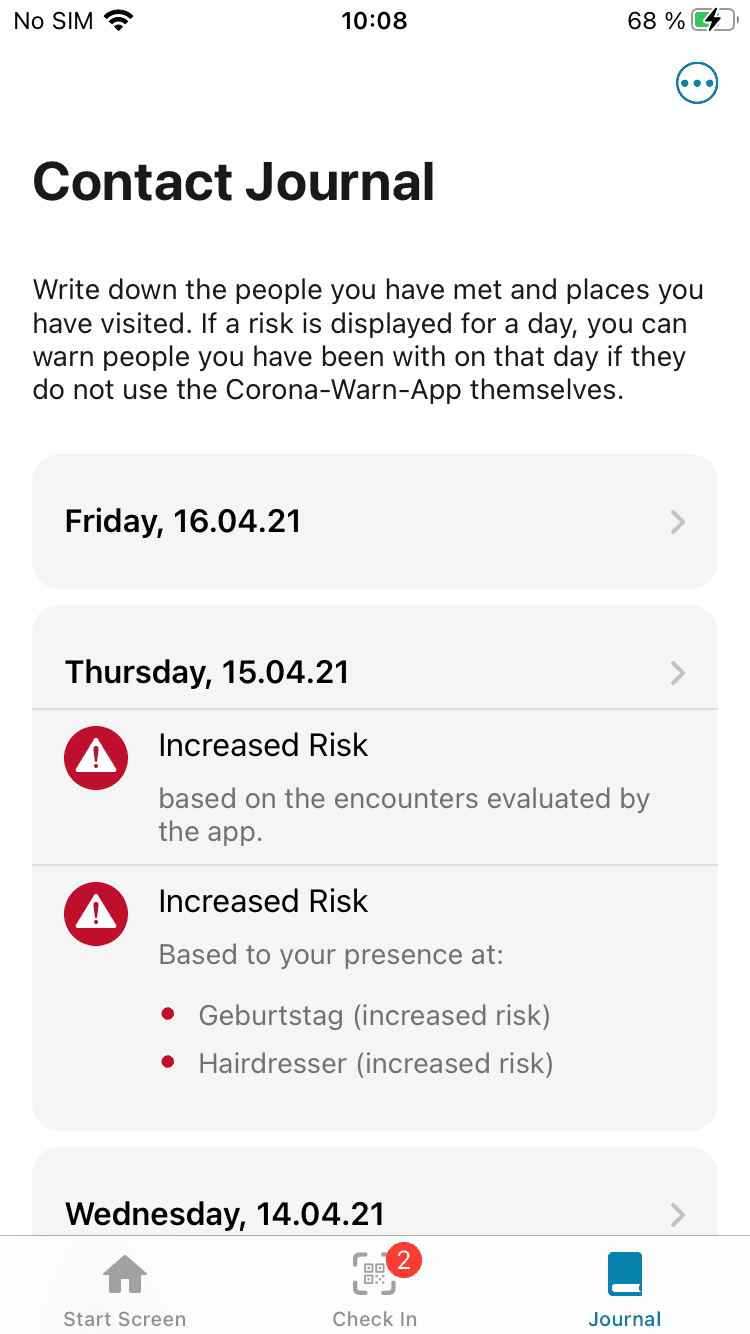 No SIM 10:08 68 %
Contact Journal
Write down the people you have met and places you
have visited. If a risk is displayed for a day, you can
warn people you have been with on that day if they
do not use the Corona-Warn-App themselves.
Friday, 16.04.21
Thursday, 15.04.21
Increased Risk
based on the encounters evaluated by
the app.
Increased Risk
Based to your presence at:
Geburtstag (increased risk)
Hairdresser (increased risk)
Wednesday, 14.04.21
2
Start Screen Check In Journal